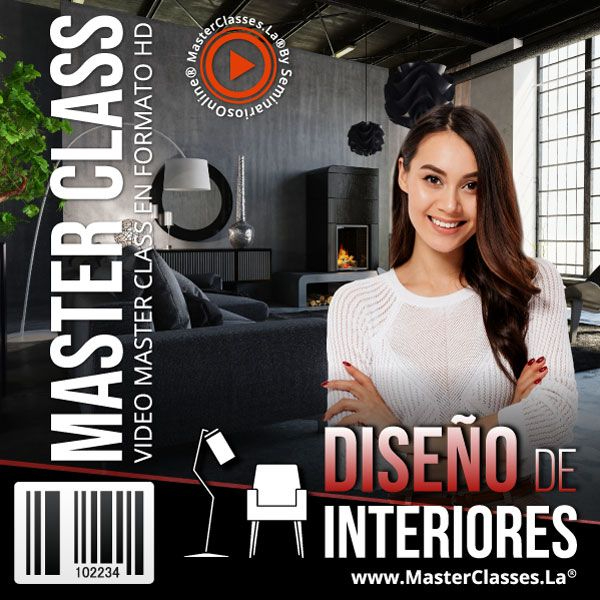 MASTER CLASS
VIDEO MASTER CLASS EN FORMATO HD
MasterClasses.La®By SeminariosOnline®
DISEÑO DE
INTERIORES
102234
www.MasterClasses.La®